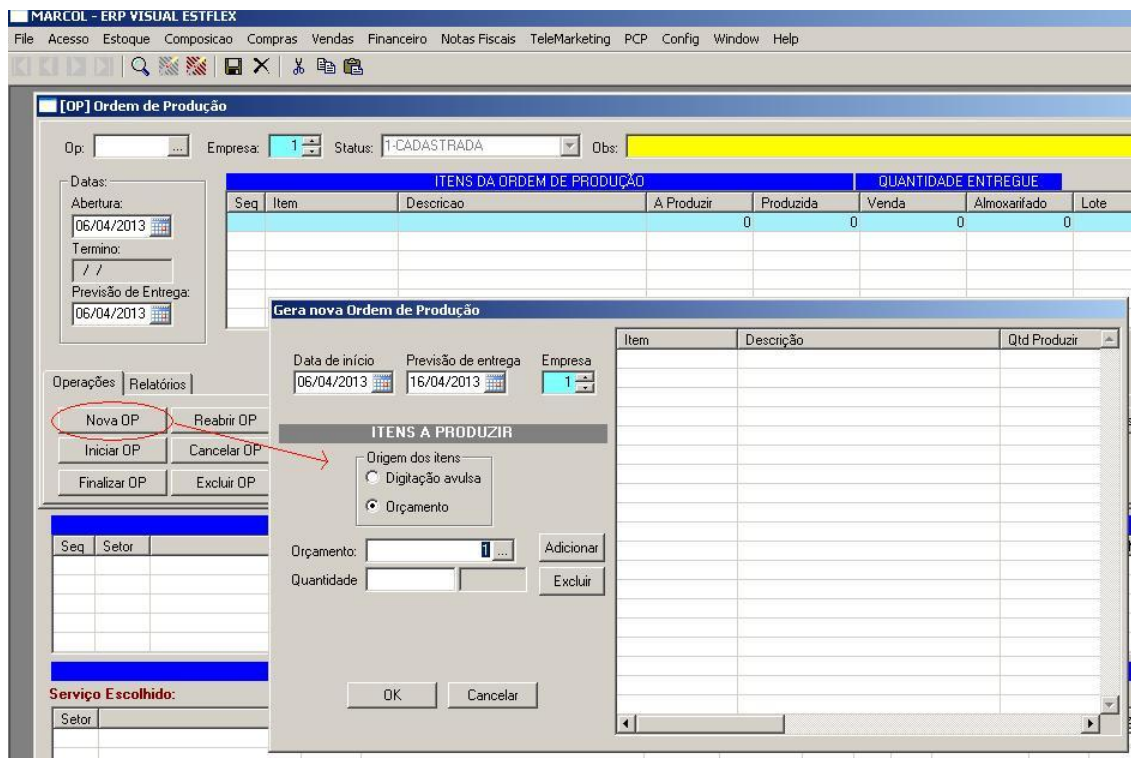 MARCOL - ERP VISUAL ESTFLEX
File Acesso Estoque Composicao Compras Vendas Financeiro Notas Fiscais TeleMarketing PCP Config Window Help
[OP] Ordem de Produção
Op: ... Empresa: 1 Status: 1-CADASTRADA Obs:
Datas:
ITENS DA ORDEM DE PRODUÇÃO QUANTIDADE ENTREGUE
Abertura:
Seq Item Descricao A Produzir Produzida Venda Almoxarifado Lote
06/04/2013 0 0 0 0
Termino:
/ /
Previsão de Entrega:
06/04/2013
Gera nova Ordem de Produção
Item Descrição Qtd Produzir
Data de início Previsão de entrega Empresa
06/04/2013 16/04/2013 1
Operações Relatórios
Nova OP Reabrir OP
ITENS A PRODUZIR
Iniciar OP Cancelar OP
Origem dos itens
Digitação avulsa
Finalizar OP Excluir OP
Orçamento
Seq Setor
Orçamento: 1 ... Adicionar
Quantidade Excluir
OK Cancelar
Serviço Escolhido:
Setor